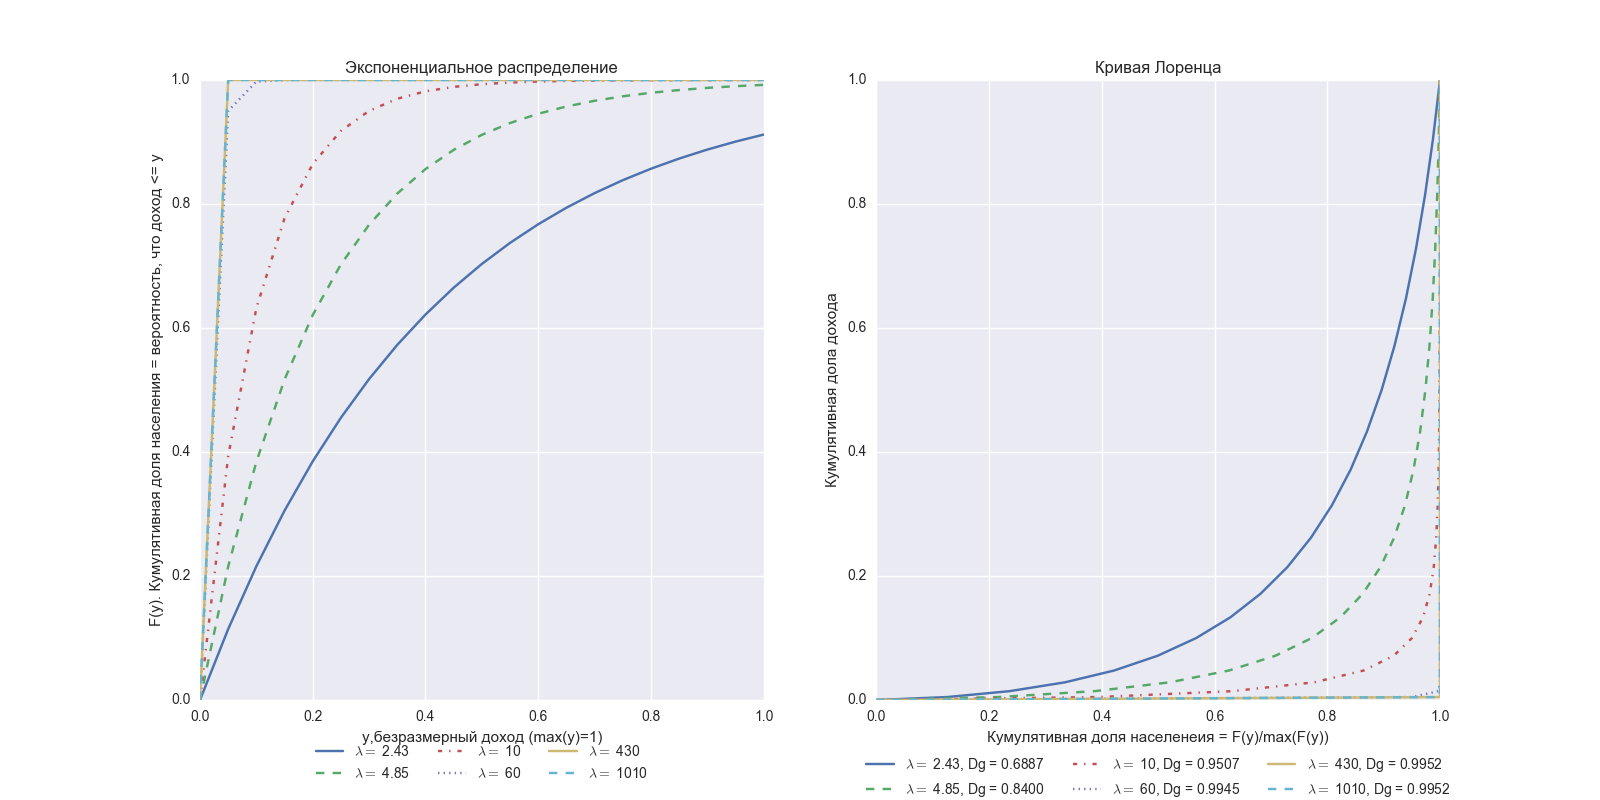 Экспоненциальное распределение
1.0
0.8
0.6
0.4
0.2
0.0
F(y). Кумулятивная доля населения = вероятность, что доход <= y
0.0 0.2 0.4 0.6 0.8 1.0
y,безразмерный доход (max(y)=1)
λ = 2.43 λ = 10 λ = 430
λ = 4.85 λ = 60 λ = 1010
Кривая Лоренца
1.0
0.8
0.6
0.4
0.2
0.0
Кумулятивная дола дохода
0.0 0.2 0.4 0.6 0.8 1.0
Кумулятивная доля населенеия = F(y)/max(F(y))
λ = 2.43, Dg = 0.6887 λ = 10, Dg = 0.9507 λ = 430, Dg = 0.9952
λ = 4.85, Dg = 0.8400 λ = 60, Dg = 0.9945 λ = 1010, Dg = 0.9952